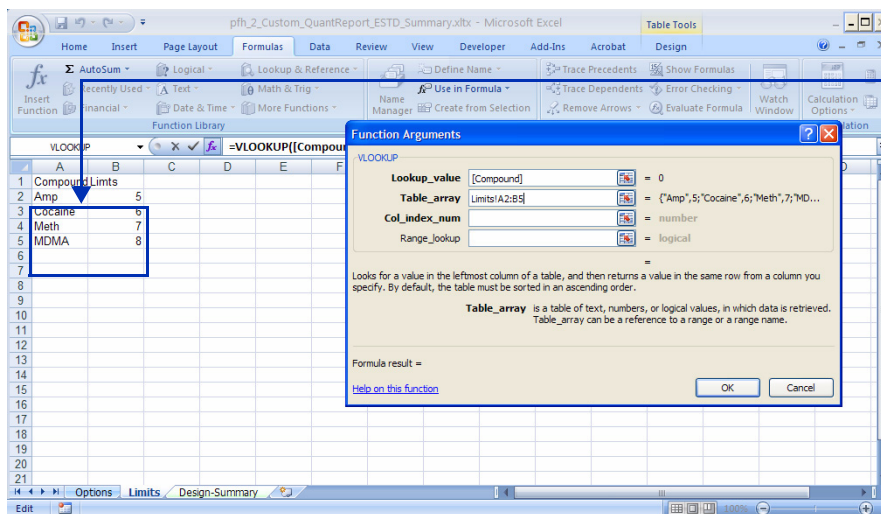 pfh_2_Custom_QuantReport_ESTD_Summary.xltx - Microsoft Excel
Table Tools
Home Insert Page Layout Formulas Data Review View Developer Add-Ins Acrobat Design
Σ AutoSum Logical Lookup & Reference Define Name Trace Precedents Show Formulas
Recently Used Text Math & Trig Use in Formula Trace Dependents Error Checking
Insert Function Financial Date & Time More Functions Name Manager Create from Selection Remove Arrows Evaluate Formula Watch Window Calculation Options
Function Library
VLOOKUP fx =VLOOKUP([Compou
A B C D E F
1 Compound Limts
2 Amp 5
3 Cocaine 6
4 Meth 7
5 MDMA 8
6
7
8
9
10
11
12
13
14
15
16
17
18
19
20
21
Function Arguments
VLOOKUP
Lookup_value [Compound] = 0
Table_array Limits!A2:B5 = {"Amp",5;"Cocaine",6;"Meth",7;"MD...
Col_index_num = number
Range_lookup = logical
=
Looks for a value in the leftmost column of a table, and then returns a value in the same row from a column you
specify. By default, the table must be sorted in an ascending order.
Table_array is a table of text, numbers, or logical values, in which data is retrieved.
Table_array can be a reference to a range or a range name.
Formula result =
Help on this function OK Cancel
Options Limits Design-Summary
Edit 100%